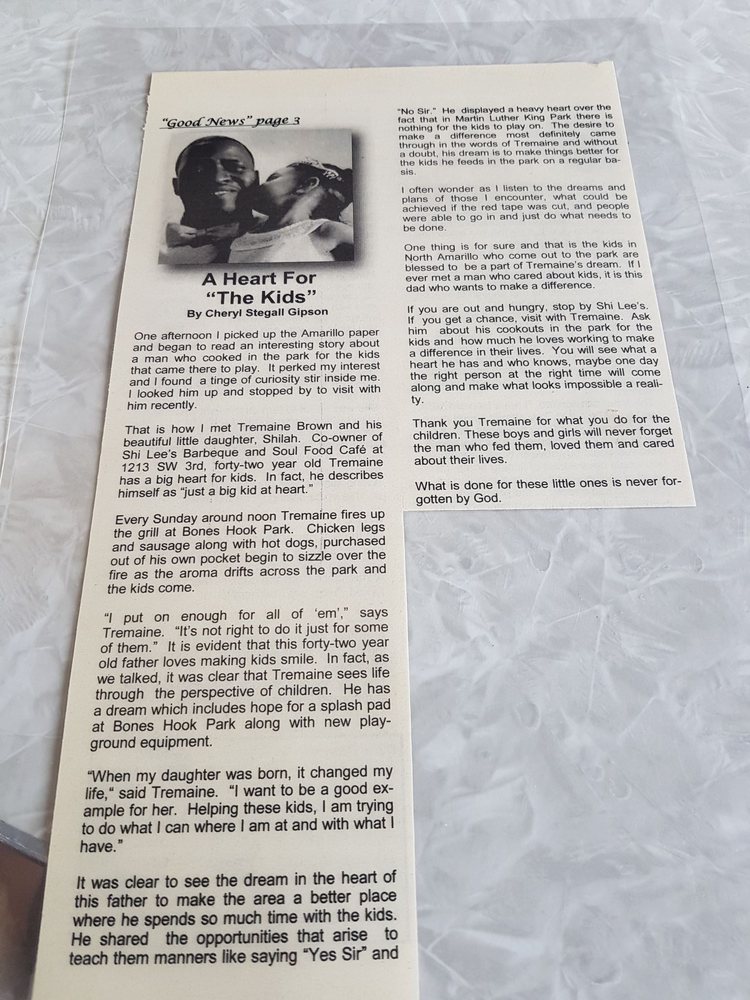 "Good News" page 3
A Heart For
"The Kids"
By Cheryl Stegall Gipson
One afternoon I picked up the Amarillo paper
and began to read an interesting story about
a man who cooked in the park for the kids
that came there to play. It perked my interest
and I found a tinge of curiosity stir inside me.
I looked him up and stopped by to visit with
him recently.
That is how I met Tremaine Brown and his
beautiful little daughter, Shilah. Co-owner of
Shi Lee's Barbeque and Soul Food Café at
1213 SW 3rd, forty-two year old Tremaine
has a big heart for kids. In fact, he describes
himself as "just a big kid at heart."
Every Sunday around noon Tremaine fires up
the grill at Bones Hook Park. Chicken legs
and sausage along with hot dogs, purchased
out of his own pocket begin to sizzle over the
fire as the aroma drifts across the park and
the kids come.
"I put on enough for all of 'em'," says
Tremaine. "It's not right to do it just for some
of them." It is evident that this forty-two year
old father loves making kids smile. In fact, as
we talked, it was clear that Tremaine sees life
through the perspective of children. He has
a dream which includes hope for a splash pad
at Bones Hook Park along with new play-
ground equipment.
"When my daughter was born, it changed my
life," said Tremaine. "I want to be a good ex-
ample for her. Helping these kids, I am trying
to do what I can where I am at and with what I
have."
It was clear to see the dream in the heart of
this father to make the area a better place
where he spends so much time with the kids.
He shared the opportunities that arise to
teach them manners like saying "Yes Sir" and
"No Sir." He displayed a heavy heart over the
fact that in Martin Luther King Park there is
nothing for the kids to play on. The desire to
make a difference most definitely came
through in the words of Tremaine and without
a doubt, his dream is to make things better for
the kids he feeds in the park on a regular ba-
sis.
I often wonder as I listen to the dreams and
plans of those I encounter, what could be
achieved if the red tape was cut, and people
were able to go in and just do what needs to
be done.
One thing is for sure and that is the kids in
North Amarillo who come out to the park are
blessed to be a part of Tremaine's dream. If I
ever met a man who cared about kids, it is this
dad who wants to make a difference.
If you are out and hungry, stop by Shi Lee's.
If you get a chance, visit with Tremaine. Ask
him about his cookouts in the park for the
kids and how much he loves working to make
a difference in their lives. You will see what a
heart he has and who knows, maybe one day
the right person at the right time will come
along and make what looks impossible a reali-
ty.
Thank you Tremaine for what you do for the
children. These boys and girls will never forget
the man who fed them, loved them and cared
about their lives.
What is done for these little ones is never for-
gotten by God.